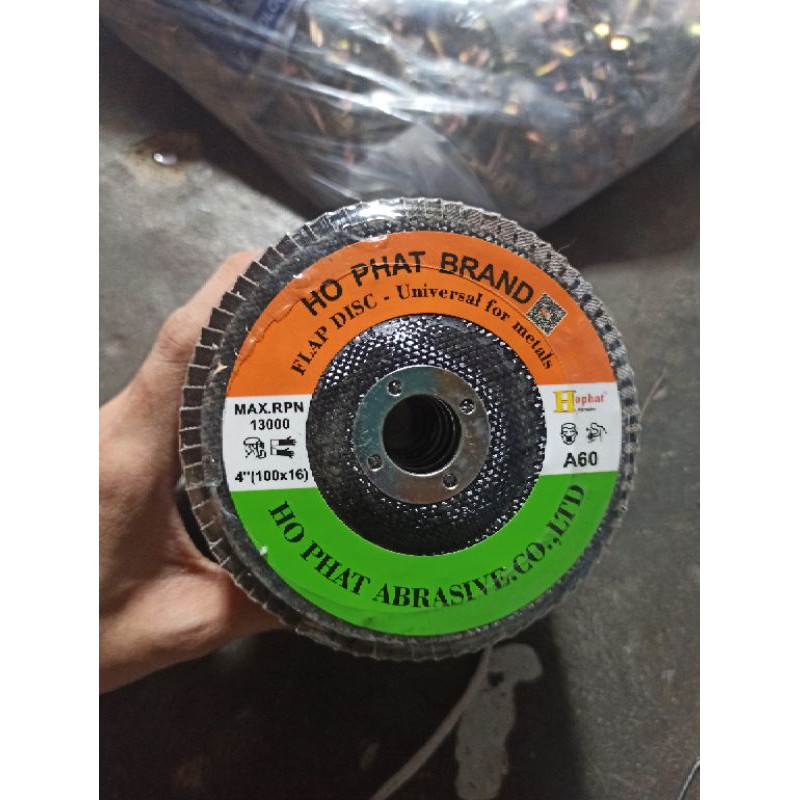 HO PHAT BRAND
FLAP DISC - Universal for metals
MAX.RPN
13000
4"(100x16)
Hophat
A60
HO PHAT ABRASIVE.CO.,LTD